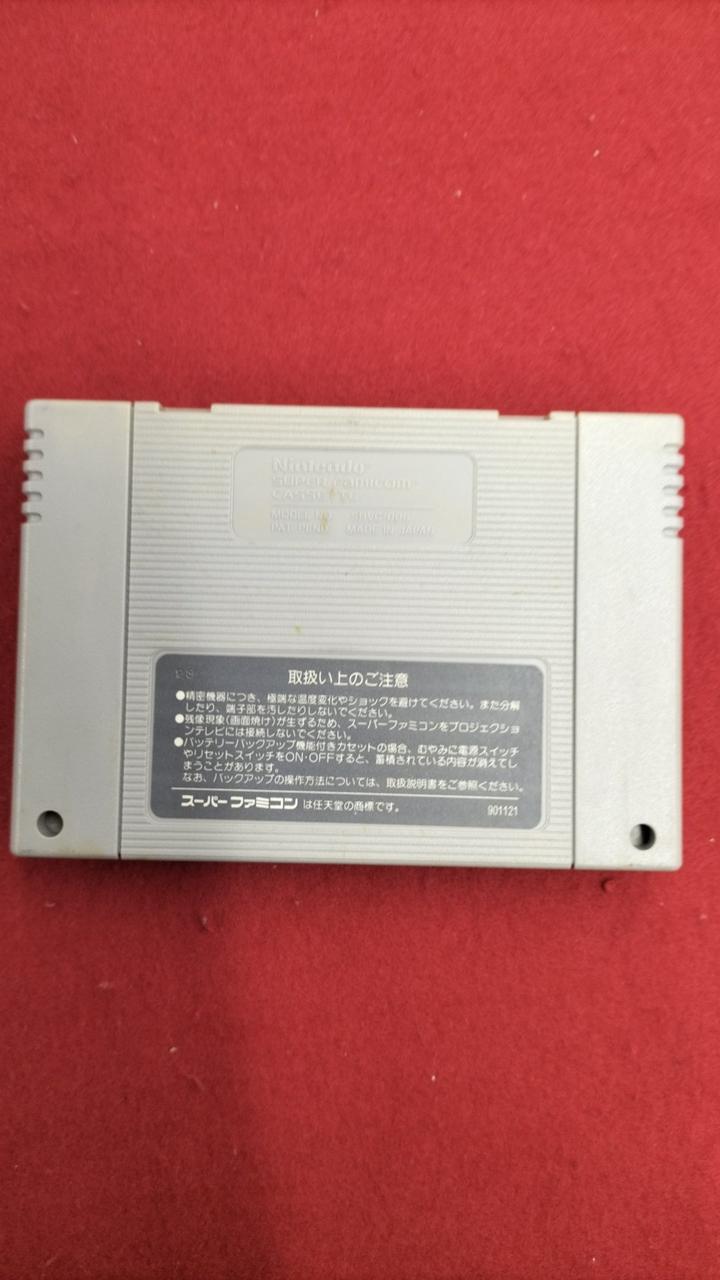 Nintendo
SUPER Famicom
CASSETTE
MODEL NO.
PAT. PEND. MADE IN JAPAN
取扱い上のご注意
●精密機器につき、極端な温度変化やショックを避けてください。また分解
したり、端子部を汚したりしないでください。
●残像現象(画面焼け)が生ずるため、スーパーファミコンをプロジェクショ
ンテレビには接続しないでください。
●バッテリーバックアップ機能付きカセットの場合、むやみに電源スイッチ
やリセットスイッチをON・OFFすると、蓄積されている内容が消えてし
まうことがあります。
なお、バックアップの操作方法については、取扱説明書をご参照ください。
スーパーファミコン は任天堂の商標です。
901121